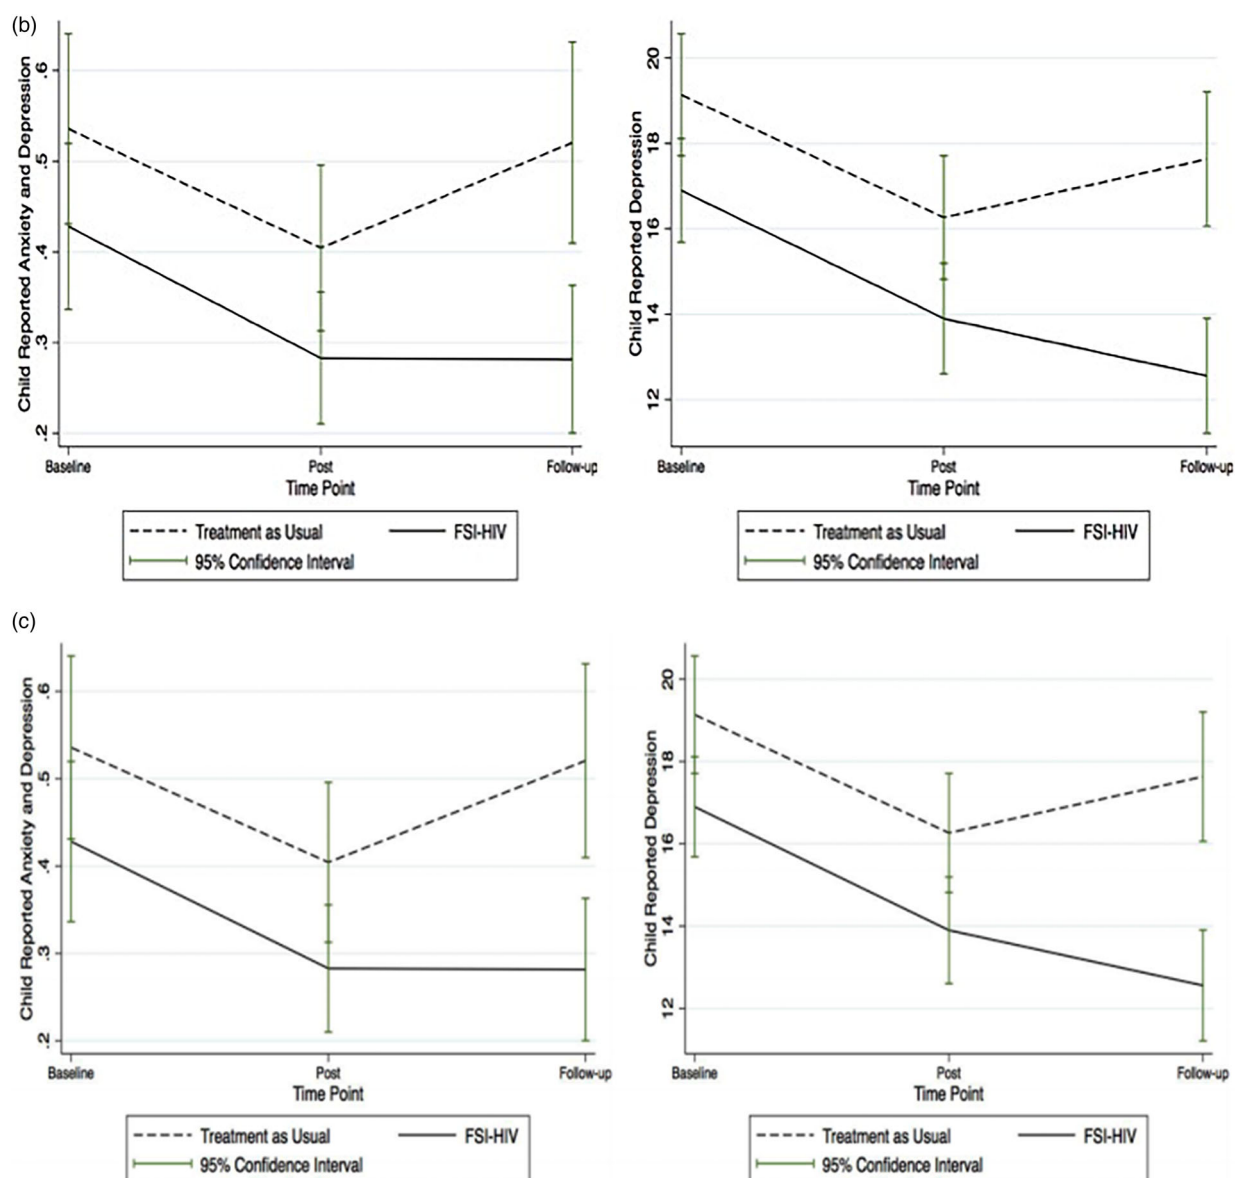 (b)
Child Reported Anxiety and Depression
.6
.5
.4
.3
.2
Baseline Post Follow-up
Time Point
Treatment as Usual FSI-HIV
95% Confidence Interval
Child Reported Depression
20
18
16
14
12
Baseline Post Follow-up
Time Point
Treatment as Usual FSI-HIV
95% Confidence Interval
(c)
Child Reported Anxiety and Depression
.6
.5
.4
.3
.2
Baseline Post Follow-up
Time Point
Treatment as Usual FSI-HIV
95% Confidence Interval
Child Reported Depression
20
18
16
14
12
Baseline Post Follow-up
Time Point
Treatment as Usual FSI-HIV
95% Confidence Interval